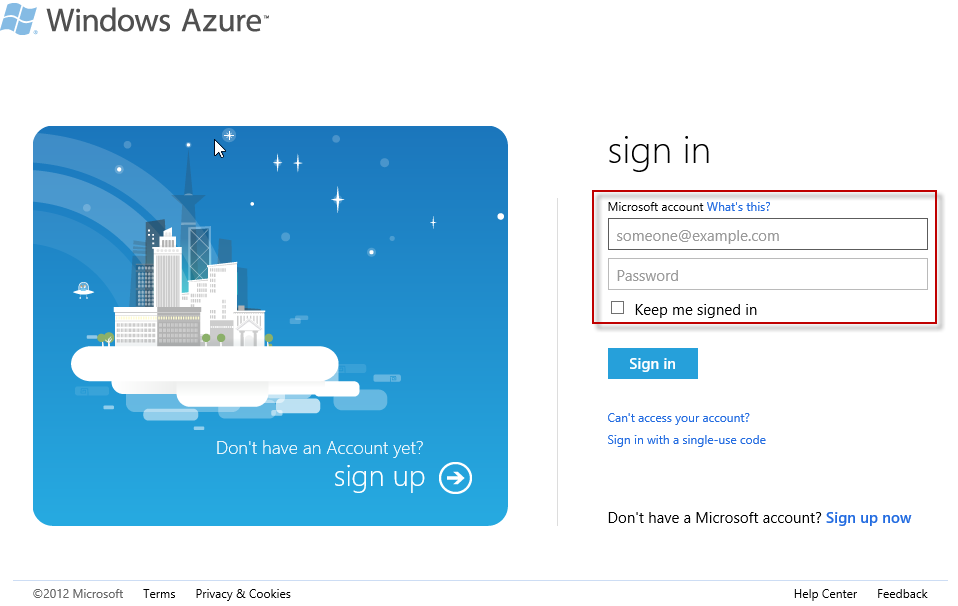 Windows Azure™
sign in
Microsoft account What's this?
someone@example.com
Password
Keep me signed in
Sign in
Can't access your account?
Sign in with a single-use code
Don't have an Account yet?
sign up
Don't have a Microsoft account? Sign up now
©2012 Microsoft Terms Privacy & Cookies Help Center Feedback